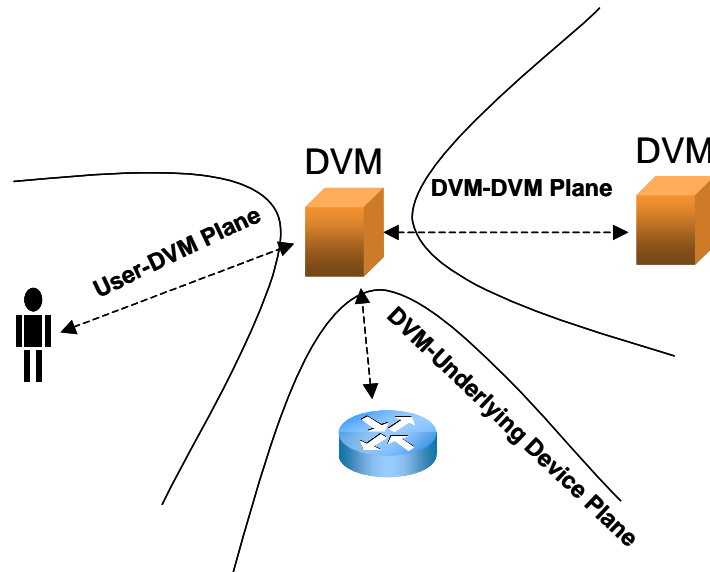 DVM
DVM
DVM-DVM Plane
User-DVM Plane
DVM-Underlying Device Plane